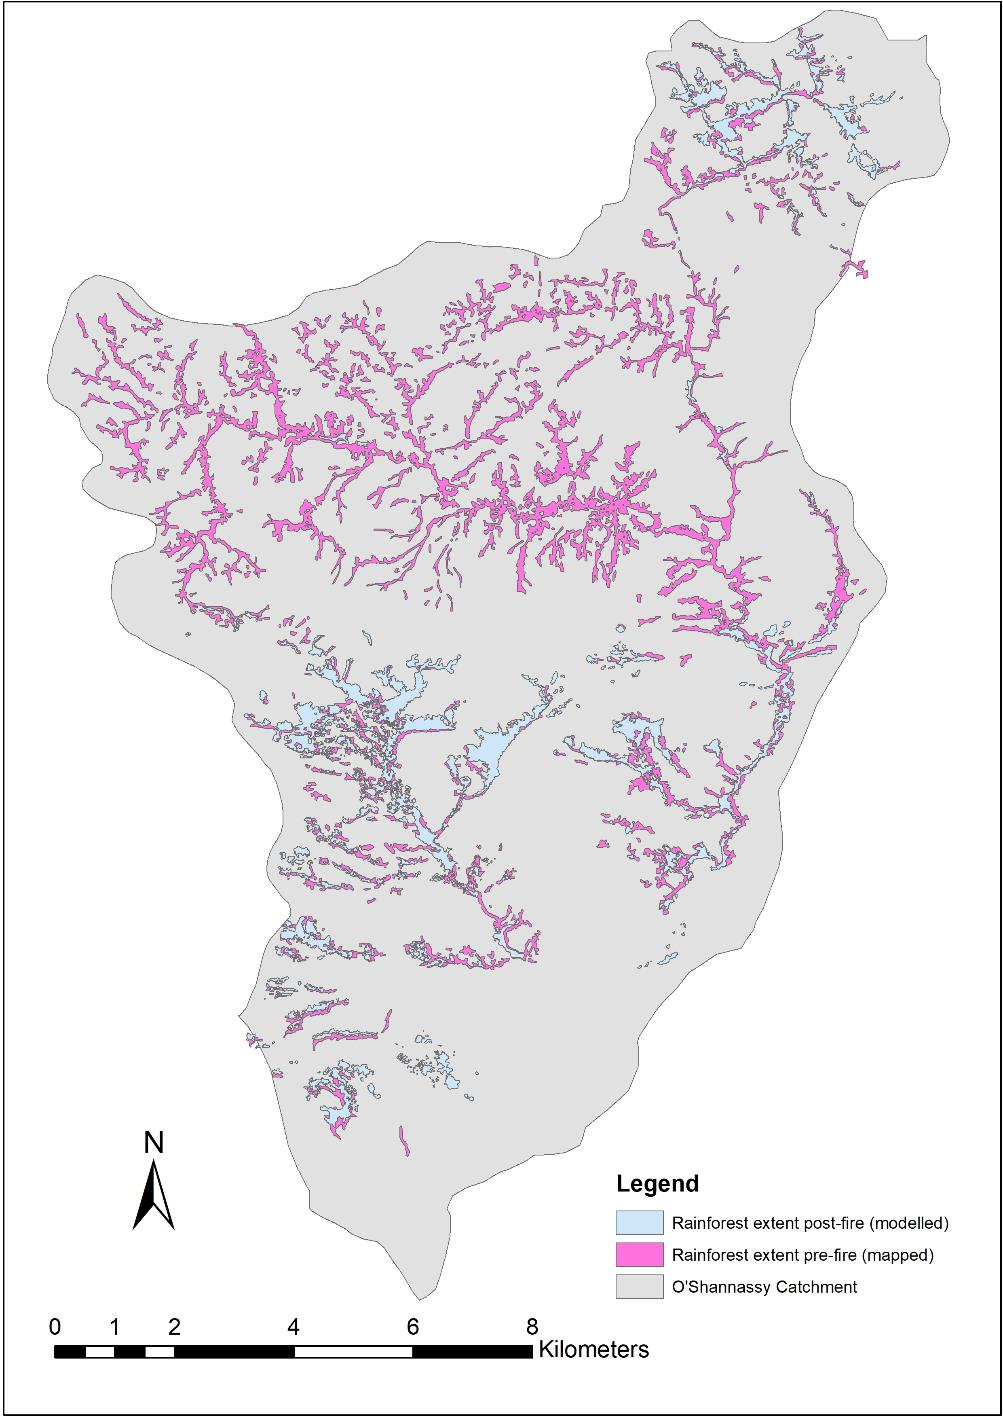 N
Legend
Rainforest extent post-fire (modelled)
Rainforest extent pre-fire (mapped)
O'Shannassy Catchment
0 1 2 4 6 8
Kilometers